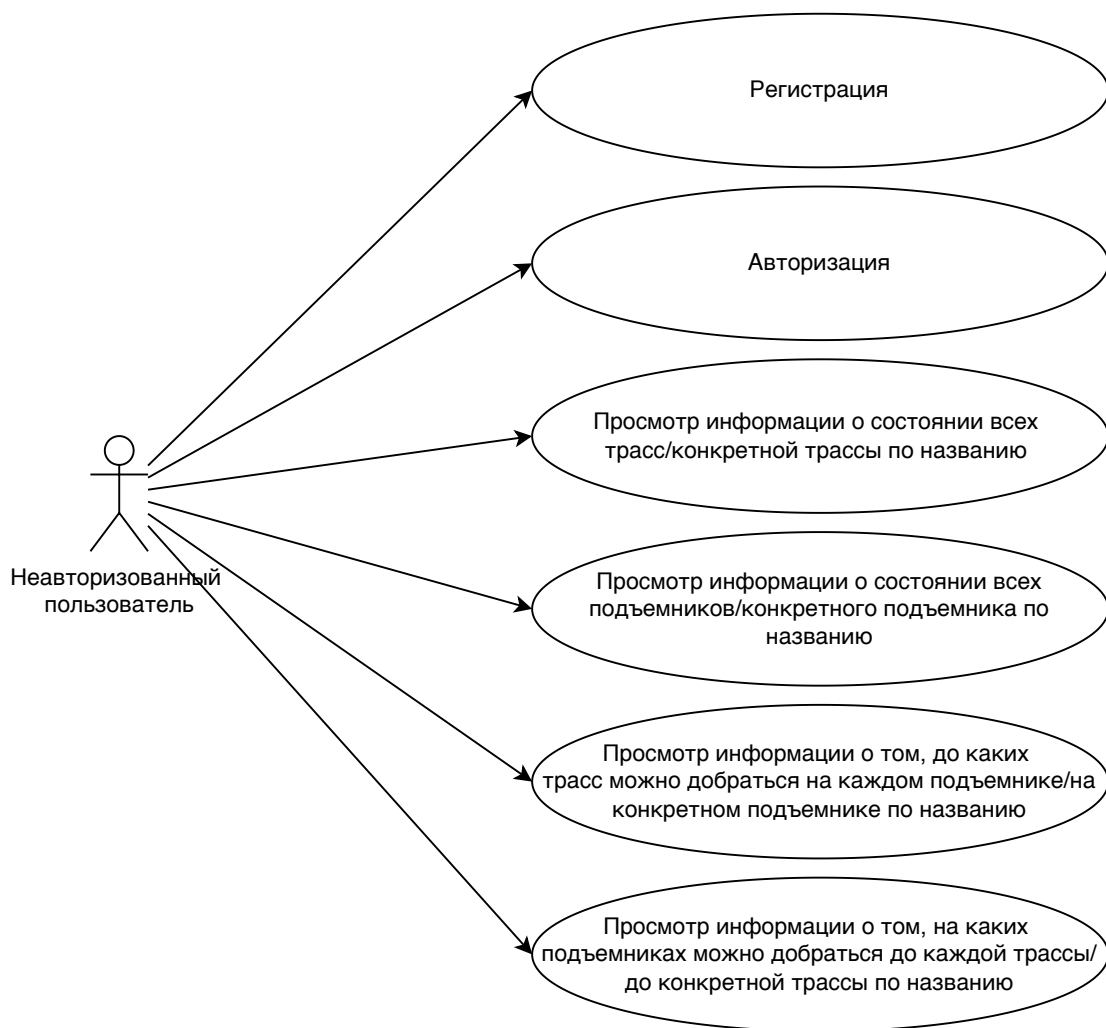 Регистрация
Авторизация
Просмотр информации о состоянии всех
трасс/конкретной трассы по названию
Неавторизованный
пользователь
Просмотр информации о состоянии всех
подъемников/конкретного подъемника по
названию
Просмотр информации о том, до каких
трасс можно добраться на каждом подъемнике/на
конкретном подъемнике по названию
Просмотр информации о том, на каких
подъемниках можно добраться до каждой трассы/
до конкретной трассы по названию